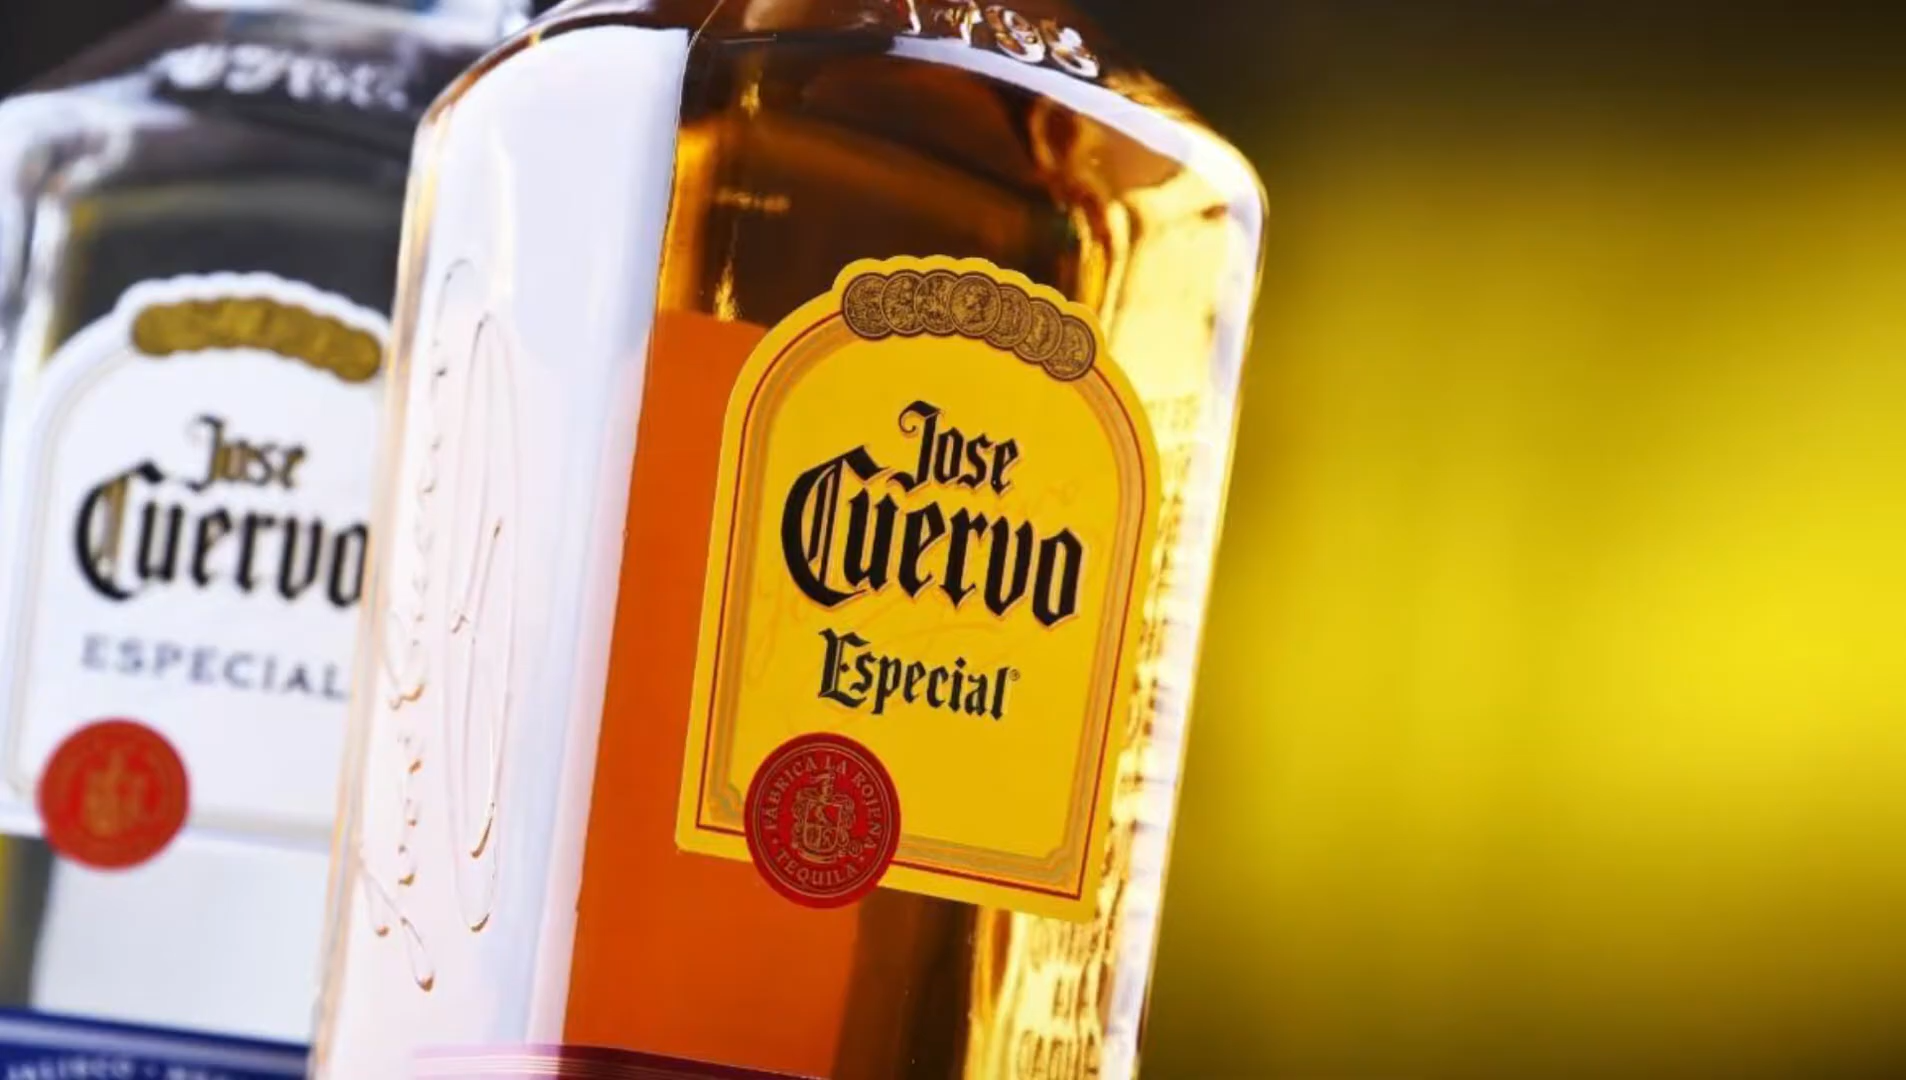 Jose
Cuervo
ESPECIAL
Jose
Cuervo
Especial®
FABRICA LA ROJEÑA
TEQUILA